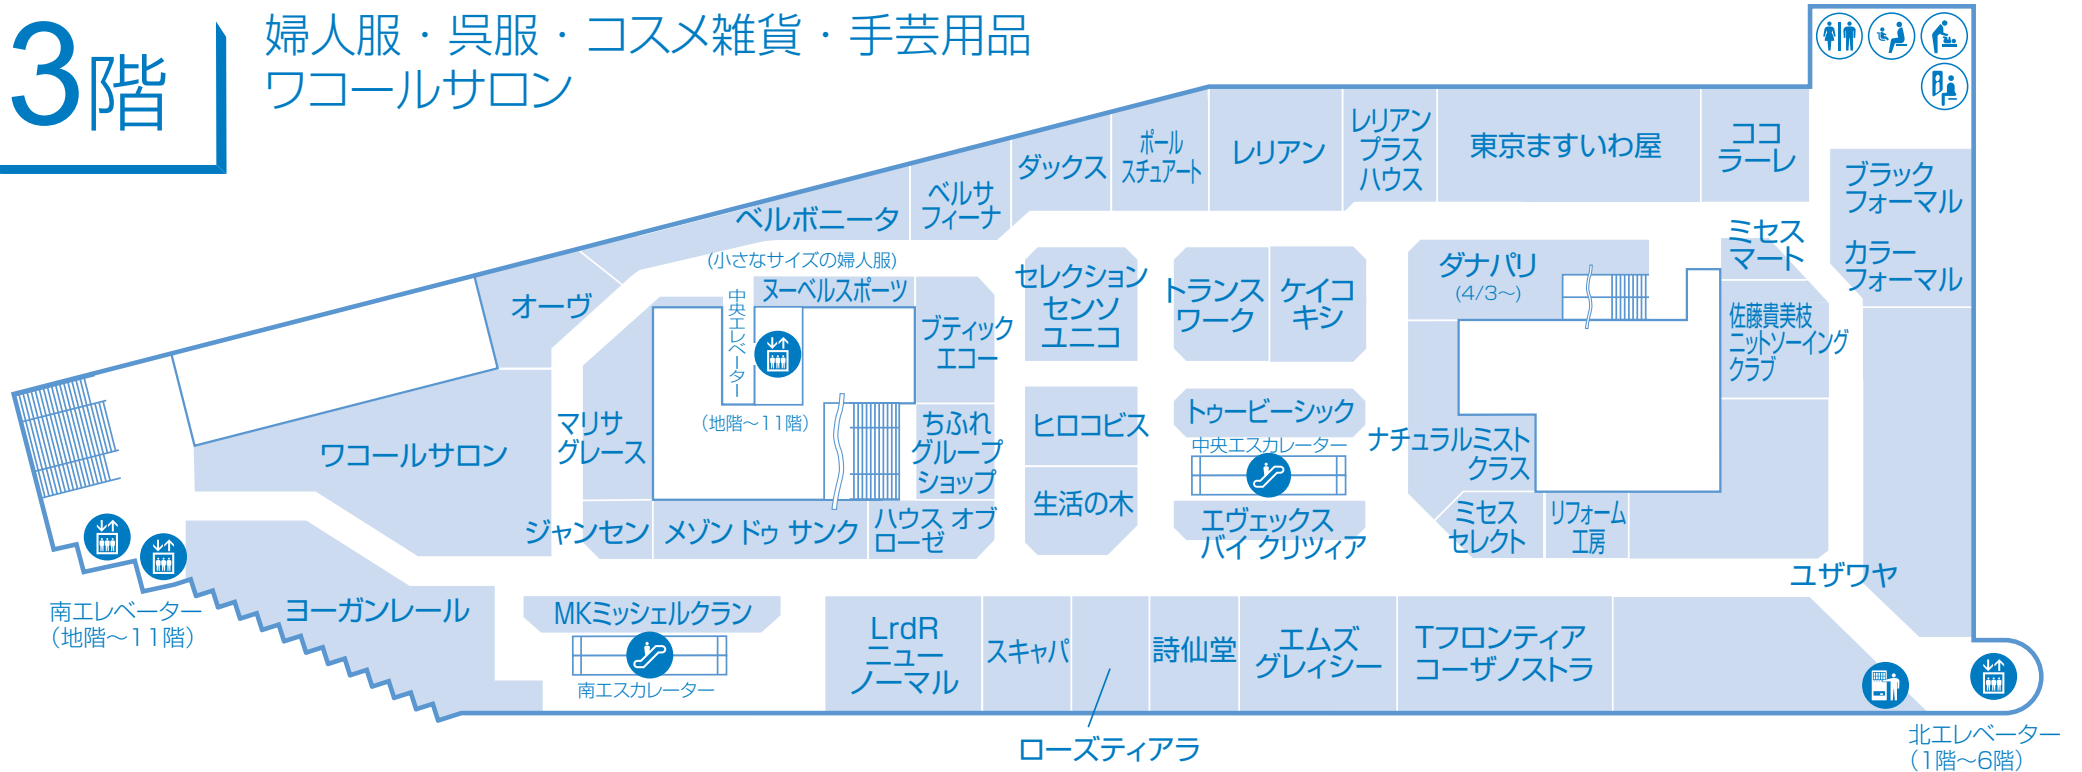 3階
婦人服・呉服・コスメ雑貨・手芸用品
ワコールサロン
ココ
ラーレ
東京ますいわ屋
レリアン
プラス
ハウス
レリアン
ポール
スチュアート
ダックス
ベルサ
フィーナ
ベルボニータ
(小さなサイズの婦人服)
ヌーベルスポーツ
オーヴ
中央エレベーター
(地階〜11階)
ブティック
エコー
ちふれ
グループ
ショップ
マリサ
グレース
ワコールサロン
ジャンセン
メゾン ドゥ サンク
ハウス オブ
ローゼ
セレクション
センソ
ユニコ
トランス
ワーク
ケイコ
キシ
ヒロコビス
生活の木
トゥービーシック
中央エスカレーター
エヴェックス
バイ クリツィア
ダナパリ
(4/3〜)
ミセス
マート
ブラック
フォーマル
カラー
フォーマル
佐藤貴美枝
ニットソーイング
クラブ
ナチュラルミスト
クラス
ミセス
セレクト
リフォーム
工房
ユザワヤ
南エレベーター
(地階〜11階)
ヨーガンレール
MKミッシェルクラン
南エスカレーター
LrdR
ニュー
ノーマル
スキャパ
ローズティアラ
詩仙堂
エムズ
グレィシー
Tフロンティア
コーザノストラ
北エレベーター
(1階〜6階)